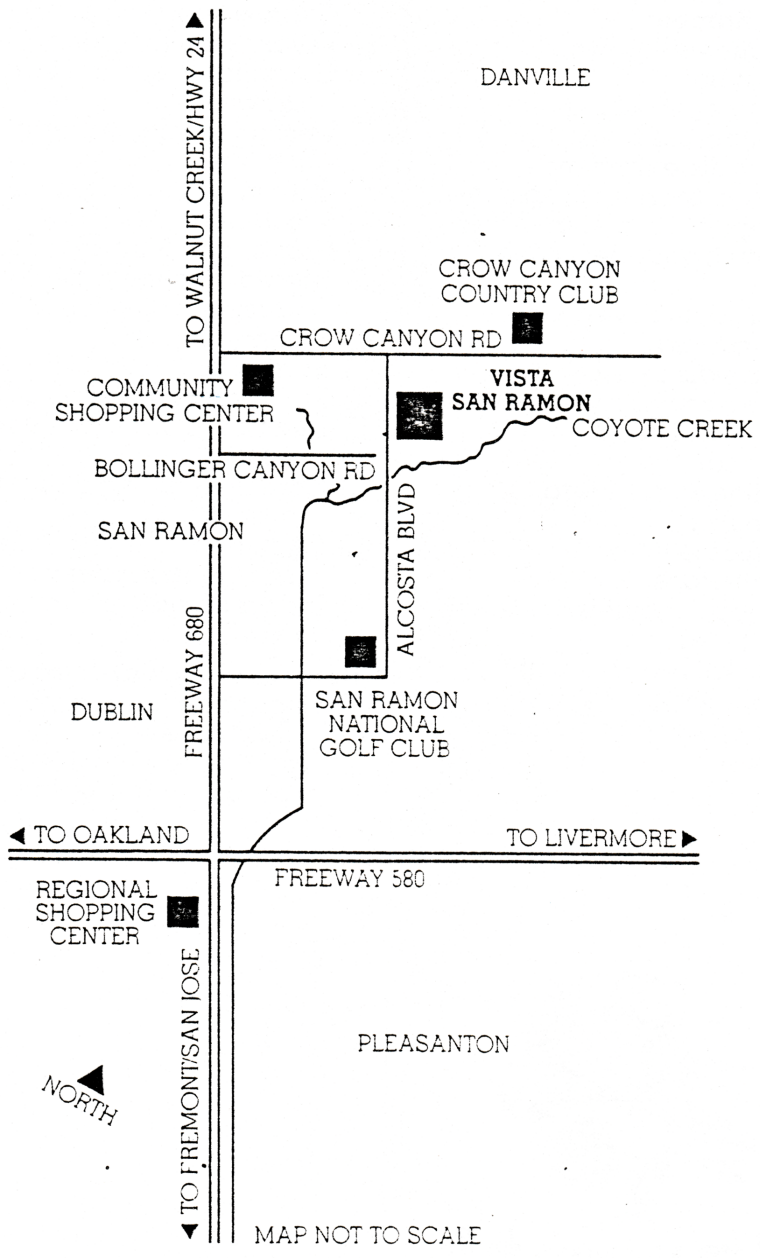 TO WALNUT CREEK/HWY 24
DANVILLE
CROW CANYON
COUNTRY CLUB
CROW CANYON RD
COMMUNITY
SHOPPING CENTER
VISTA
SAN RAMON
COYOTE CREEK
BOLLINGER CANYON RD
SAN RAMON
ALCOSTA BLVD
FREEWAY 680
DUBLIN
SAN RAMON
NATIONAL
GOLF CLUB
TO OAKLAND
TO LIVERMORE
FREEWAY 580
REGIONAL
SHOPPING
CENTER
TO FREMONT/SAN JOSE
PLEASANTON
NORTH
MAP NOT TO SCALE